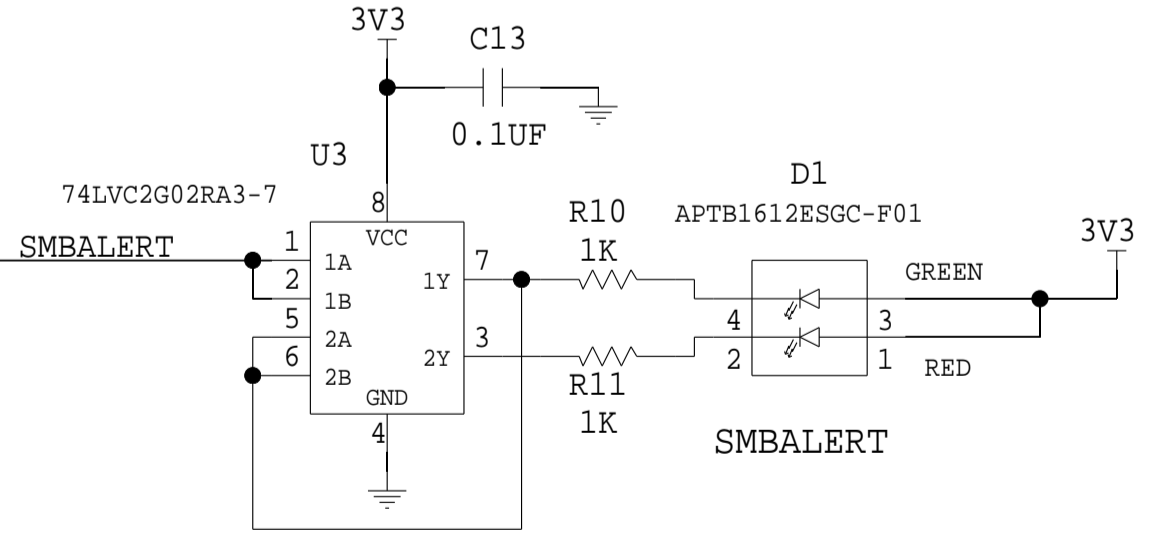 3V3
C13
0.1UF
U3
74LVC2G02RA3-7
SMBALERT
8
VCC
1
1A
2
1B
5
2A
6
2B
7
1Y
3
2Y
GND
4
R10
1K
R11
1K
D1
APTB1612ESGC-F01
4
2
3
1
GREEN
RED
3V3
SMBALERT